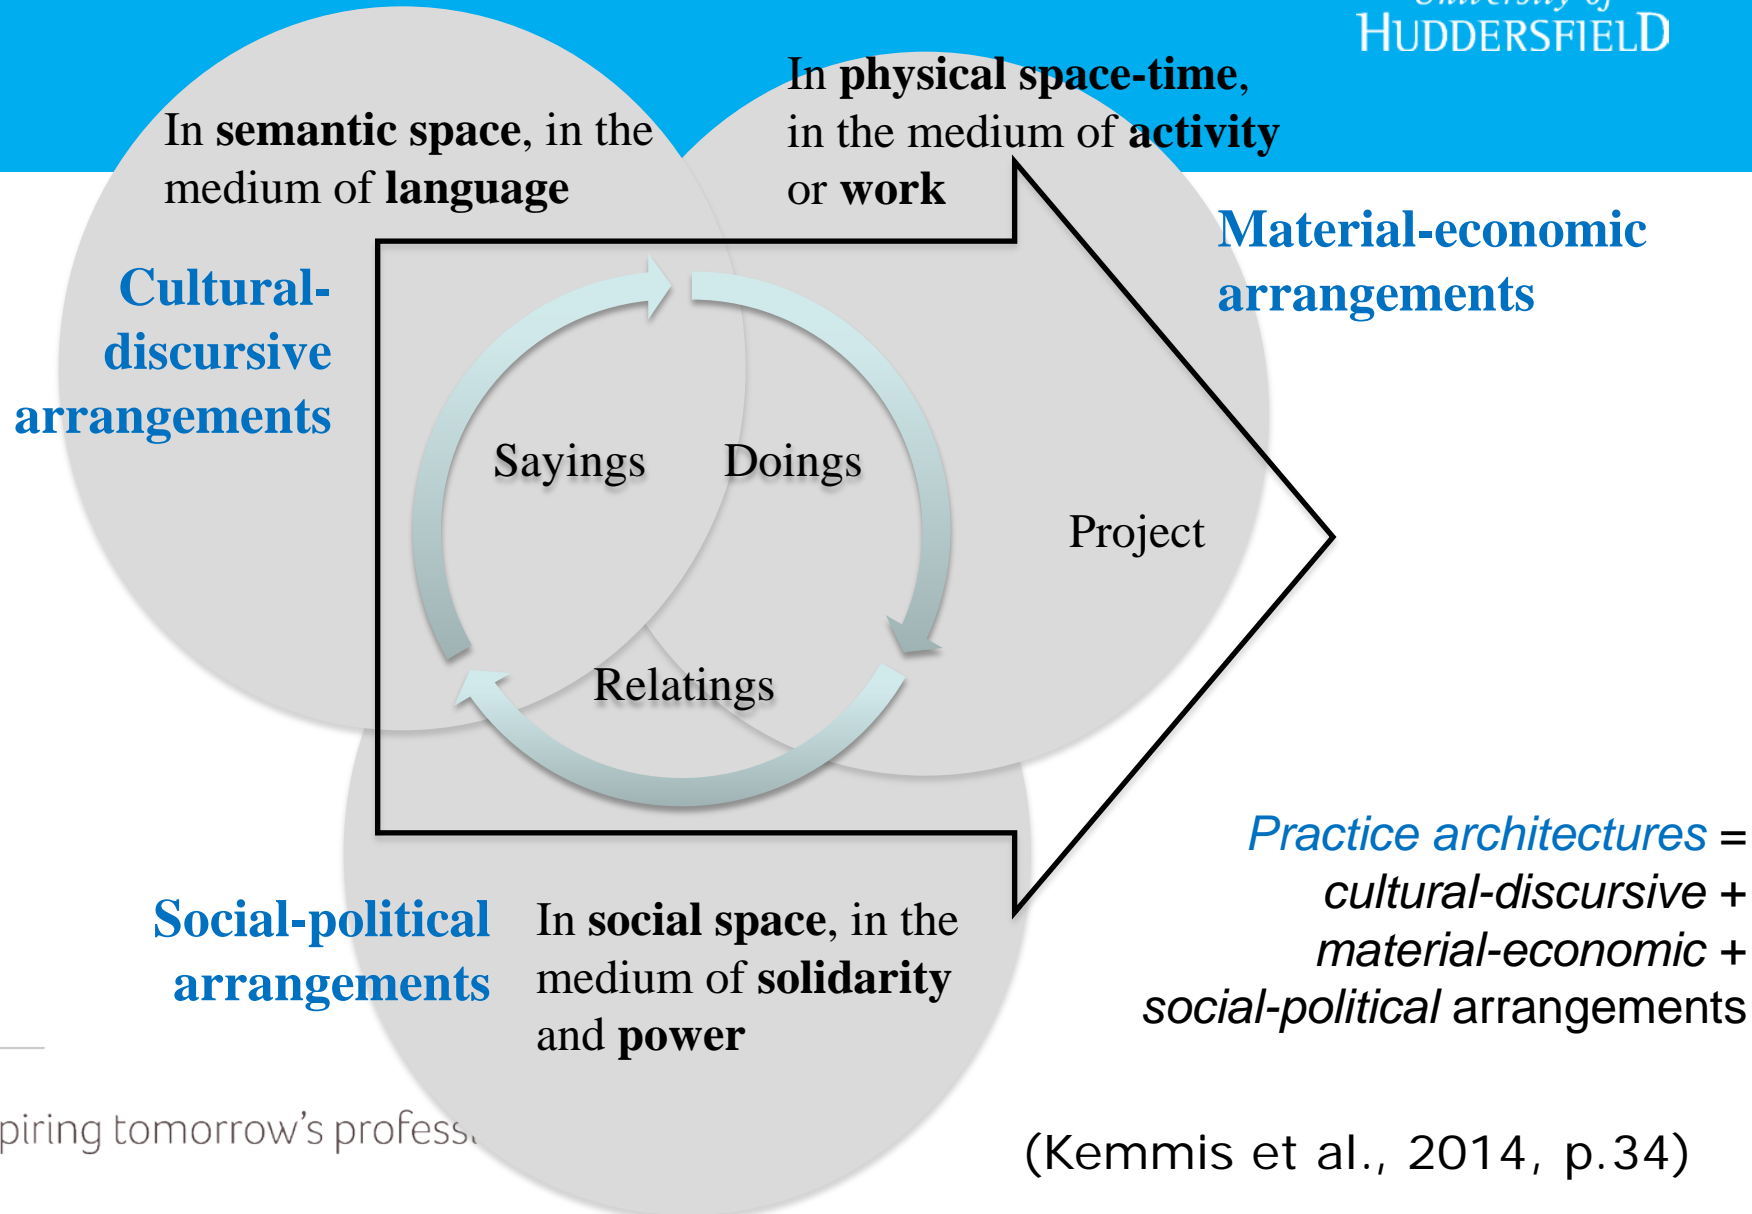 University of
HUDDERSFIELD
In physical space-time,
in the medium of activity
or work
In semantic space, in the
medium of language
Material-economic
arrangements
Cultural-
discursive
arrangements
Sayings
Doings
Project
Relatings
Practice architectures =
cultural-discursive +
material-economic +
social-political arrangements
Social-political
arrangements
In social space, in the
medium of solidarity
and power
piring tomorrow's profess
(Kemmis et al., 2014, p.34)